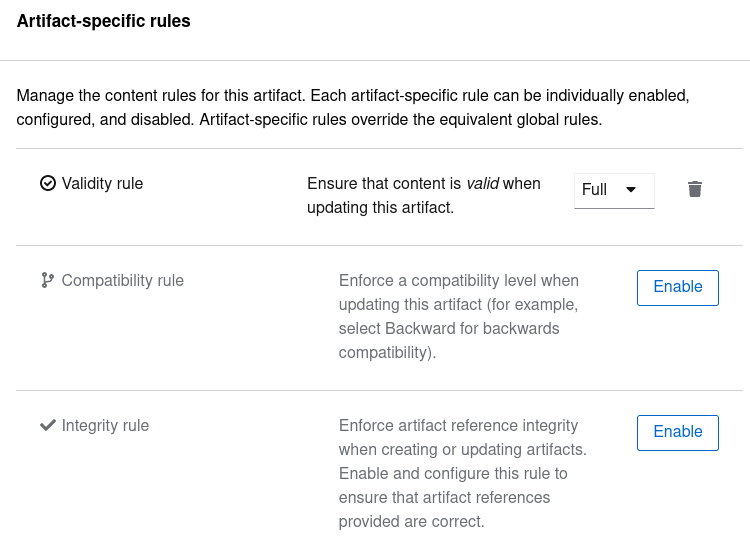 Artifact-specific rules
Manage the content rules for this artifact. Each artifact-specific rule can be individually enabled,
configured, and disabled. Artifact-specific rules override the equivalent global rules.
Validity rule
Ensure that content is valid when
updating this artifact.
Full
Compatibility rule
Enforce a compatibility level when
updating this artifact (for example,
select Backward for backwards
compatibility).
Enable
Integrity rule
Enforce artifact reference integrity
when creating or updating artifacts.
Enable and configure this rule to
ensure that artifact references
provided are correct.
Enable